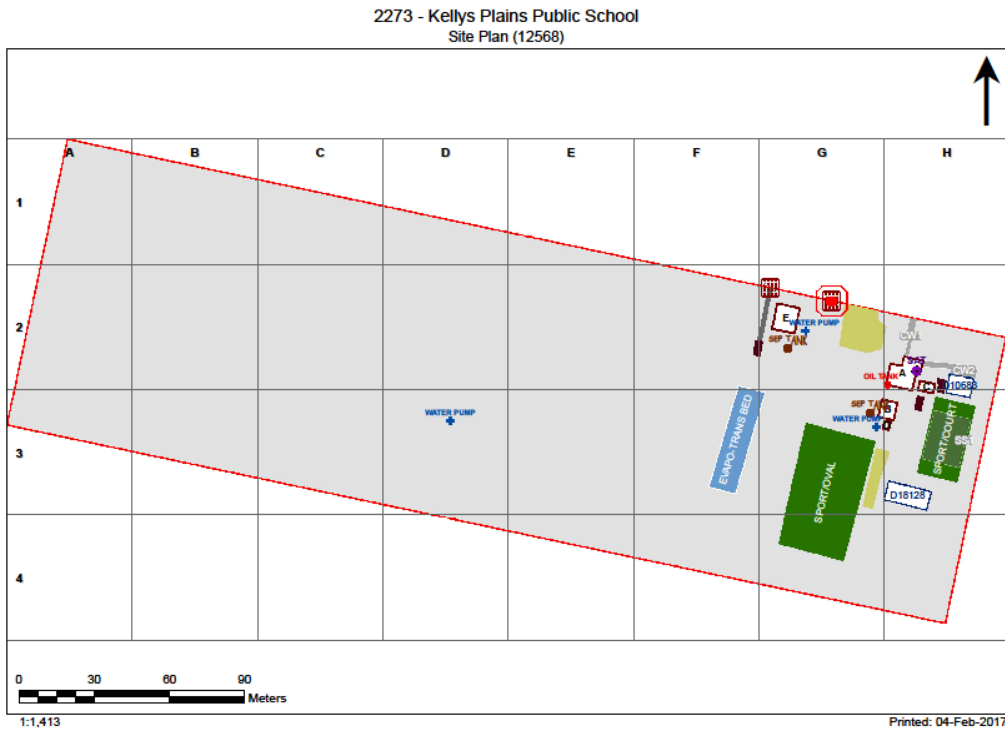 2273 - Kellys Plains Public School
Site Plan (12568)
A B C D E F G H
1
2
E
WATER PUMP
SEP TANK
CW1
SAT
A
CW2
OIL TANK
C
D10683
3
WATER PUMP
EVAPO-TRANS BED
SEP TANK
B
WATER PUMP
D
SPORT/COURT
SS1
SPORT/OVAL
D18128
4
0 30 60 90
Meters
1:1,413
Printed: 04-Feb-2017